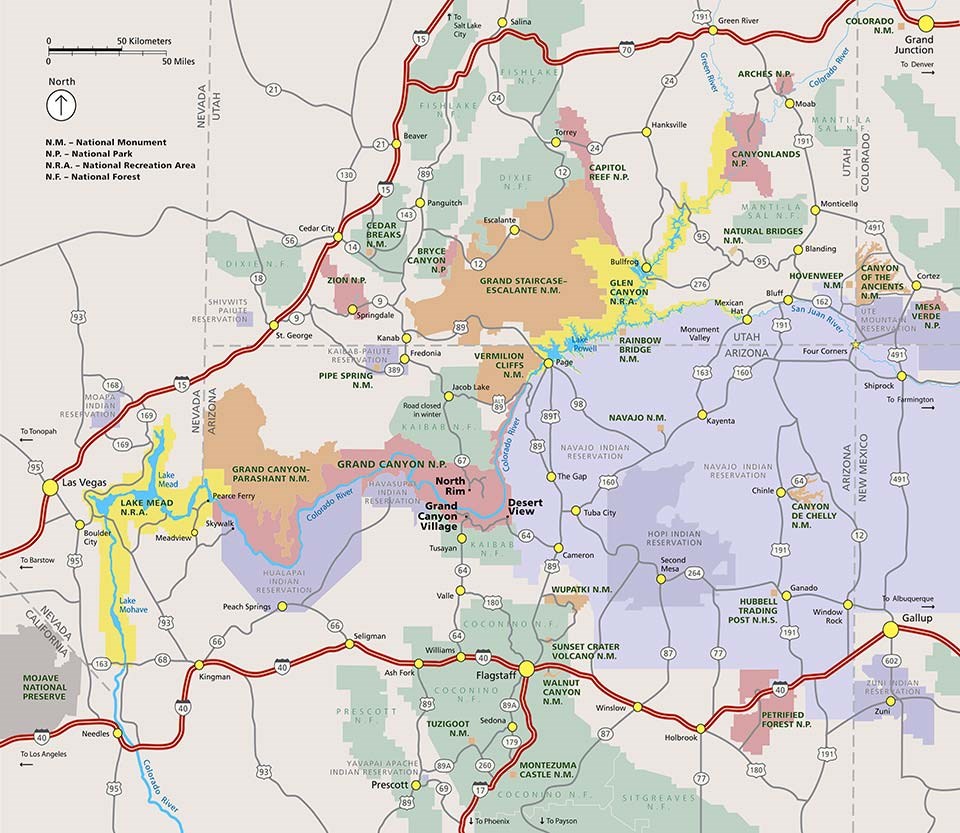 To
Salt Lake
City
Salina
15
191
Green River
COLORADO
N.M.
Grand
Junction
To Denver
0 50 Kilometers
0 50 Miles
North
70
FISHLAKE
N.F.
Green River
ARCHES N.P.
Colorado River
21
NEVADA
UTAH
24
24
FISHLAKE
N.F.
Moab
MANTI-LA
SAL N.F.
N.M. – National Monument
N.P. – National Park
N.R.A. – National Recreation Area
N.F. – National Forest
Beaver
21
Torrey
24
Hanksville
191
UTAH
COLORADO
CANYONLANDS
N.P.
130
15
89
12
CAPITOL
REEF N.P.
DIXIE
N.F.
Panguitch
143
Escalante
MANTI-LA
SAL N.F.
Monticello
491
Cedar City
56
14
CEDAR
BREAKS
N.M.
BRYCE
CANYON
N.P.
12
95
NATURAL BRIDGES
N.M.
95
Blanding
DIXIE N.F.
18
ZION N.P.
Bullfrog
GLEN
CANYON
N.R.A.
276
HOVENWEEP
N.M.
CANYON
OF THE
ANCIENTS
N.M.
Cortez
GRAND STAIRCASE–
ESCALANTE N.M.
SHIVWITS
PAIUTE
RESERVATION
9
9
Springdale
93
St. George
Mexican
Hat
Bluff
162
San Juan River
UTE
MOUNTAIN
RESERVATION
MESA
VERDE
N.P.
89
Kanab
Fredonia
KAIBAB-PAIUTE
RESERVATION
389
PIPE SPRING
N.M.
VERMILION
CLIFFS
N.M.
Lake
Powell
Page
RAINBOW
BRIDGE
N.M.
Monument
Valley
191
UTAH
ARIZONA
Four Corners
491
Shiprock
To Farmington
15
168
MOAPA
INDIAN
RESERVATION
169
169
NEVADA
ARIZONA
Jacob Lake
Road closed
in winter
ALT
89
KAIBAB N.F.
163
160
89T
98
NAVAJO N.M.
Kayenta
Colorado River
89
To Tonopah
95
Las Vegas
Lake
Mead
LAKE MEAD
N.R.A.
GRAND CANYON–
PARASHANT N.M.
GRAND CANYON N.P.
67
NAVAJO INDIAN
RESERVATION
NAVAJO INDIAN
RESERVATION
ARIZONA
NEW MEXICO
491
HAVASUPAI
INDIAN
RESERVATION
North
Rim
The Gap
160
64
Chinle
CANYON
DE CHELLY
N.M.
Pearce Ferry
Colorado River
Grand
Canyon
Village
Desert
View
Tuba City
Boulder
City
Skywalk
Meadview
64
HOPI INDIAN
RESERVATION
12
To Barstow
95
Tusayan
KAIBAB
N.F.
Cameron
191
HUALAPAI
INDIAN
RESERVATION
64
Second
Mesa
264
NEVADA
CALIFORNIA
Lake
Mohave
Peach Springs
Valle
180
WUPATKI N.M.
HUBBELL
TRADING
POST N.H.S.
Ganado
Window
Rock
To Albuquerque
93
66
66
Seligman
COCONINO N.F.
191
Gallup
163
68
Kingman
40
Ash Fork
Williams
64
40
Flagstaff
SUNSET CRATER
VOLCANO N.M.
87
77
602
MOJAVE
NATIONAL
PRESERVE
40
COCONINO
N.F.
WALNUT
CANYON
N.M.
40
ZUNI INDIAN
RESERVATION
Zuni
PRESCOTT
N.F.
89
89A
Winslow
PETRIFIED
FOREST N.P.
40
To Los Angeles
Needles
TUZIGOOT
N.M.
Sedona
179
87
Holbrook
191
YAVAPAI APACHE
INDIAN RESERVATION
89A
260
MONTEZUMA
CASTLE N.M.
180
95
Colorado River
93
Prescott
69
89
17
77
COCONINO N.F.
SITGREAVES
N.F.
To Phoenix
To Payson